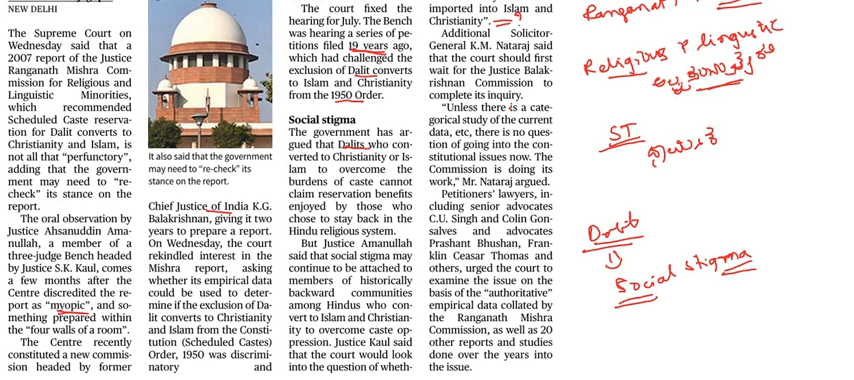 NEW DELHI
The Supreme Court on
Wednesday said that a
2007 report of the Justice
Ranganath Mishra Com-
mission for Religious and
Linguistic Minorities,
which recommended
Scheduled Caste reserva-
tion for Dalit converts to
Christianity and Islam, is
not all that "perfunctory",
adding that the govern-
ment may need to "re-
check" its stance on the
report.
The oral observation by
Justice Ahsanuddin Ama-
nullah, a member of a
three-judge Bench headed
by Justice S.K. Kaul, comes
a few months after the
Centre discredited the re-
port as "myopic", and so-
mething prepared within
the "four walls of a room".
The Centre recently
constituted a new commis-
sion headed by former
It also said that the government
may need to "re-check" its
stance on the report.
Chief Justice of India K.G.
Balakrishnan, giving it two
years to prepare a report.
On Wednesday, the court
rekindled interest in the
Mishra report, asking
whether its empirical data
could be used to deter-
mine if the exclusion of Da-
lit converts to Christianity
and Islam from the Consti-
tution (Scheduled Castes)
Order, 1950 was discrimi-
natory and
The court fixed the
hearing for July. The Bench
was hearing a series of pe-
titions filed 19 years ago,
which had challenged the
exclusion of Dalit converts
to Islam and Christianity
from the 1950 Order.
Social stigma
The government has ar-
gued that Dalits who con-
verted to Christianity or Is-
lam to overcome the
burdens of caste cannot
claim reservation benefits
enjoyed by those who
chose to stay back in the
Hindu religious system.
But Justice Amanullah
said that social stigma may
continue to be attached to
members of historically
backward communities
among Hindus who con-
vert to Islam and Christian-
ity to overcome caste op-
pression. Justice Kaul said
that the court would look
into the question of wheth-
imported into Islam and
Christianity".
Additional Solicitor-
General K.M. Nataraj said
that the court should first
wait for the Justice Balak-
rishnan Commission to
complete its inquiry.
"Unless there is a cate-
gorical study of the current
data, etc, there is no ques-
tion of going into the con-
stitutional issues now. The
Commission is doing its
work," Mr. Nataraj argued.
Petitioners' lawyers, in-
cluding senior advocates
C.U. Singh and Colin Gon-
salves and advocates
Prashant Bhushan, Fran-
klin Ceasar Thomas and
others, urged the court to
examine the issue on the
basis of the "authoritative"
empirical data collated by
the Ranganath Mishra
Commission, as well as 20
other reports and studies
done over the years into
the issue.
Religious & linguistic
ST
Social stigma